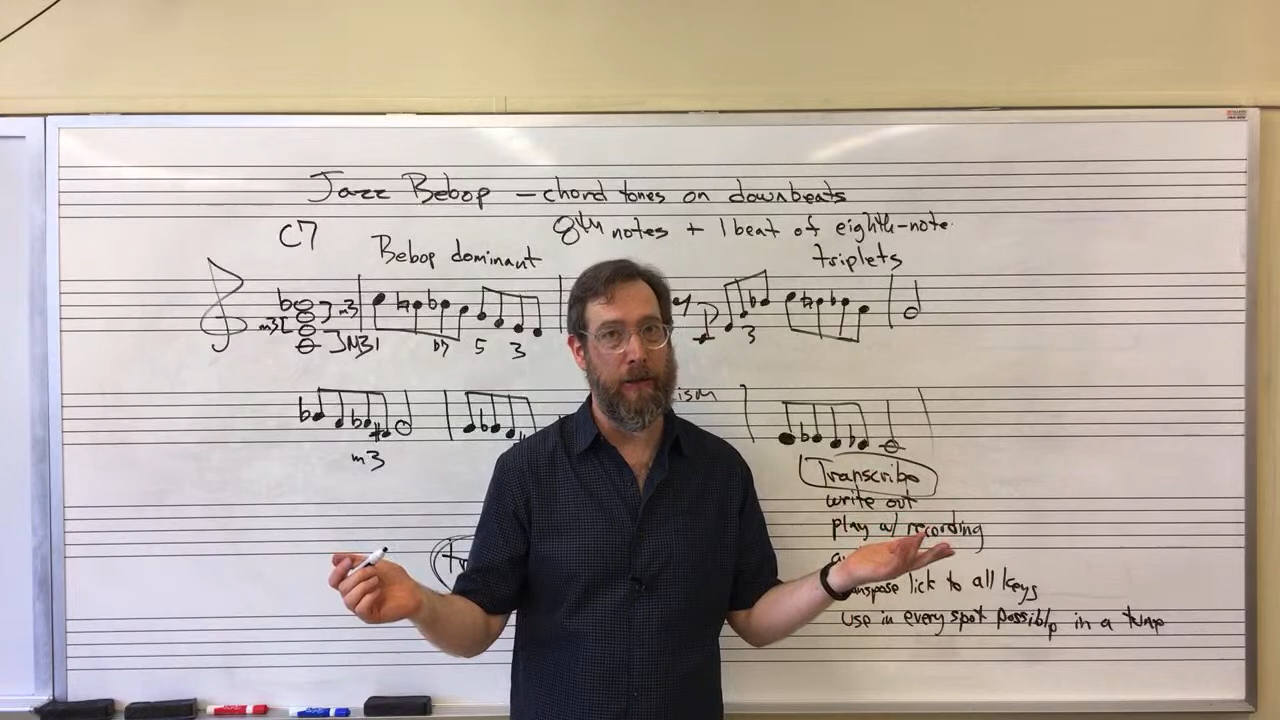 Jazz Bebop - chord tones on downbeats
C7
8th notes + 1 beat of eighth-note
Bebop dominant
triplets
b m3
m3 M3 1 b7 5 3
3
m3
Transcribe
write out
play w/ recording
lick to all keys
use in every spot possible in a tune